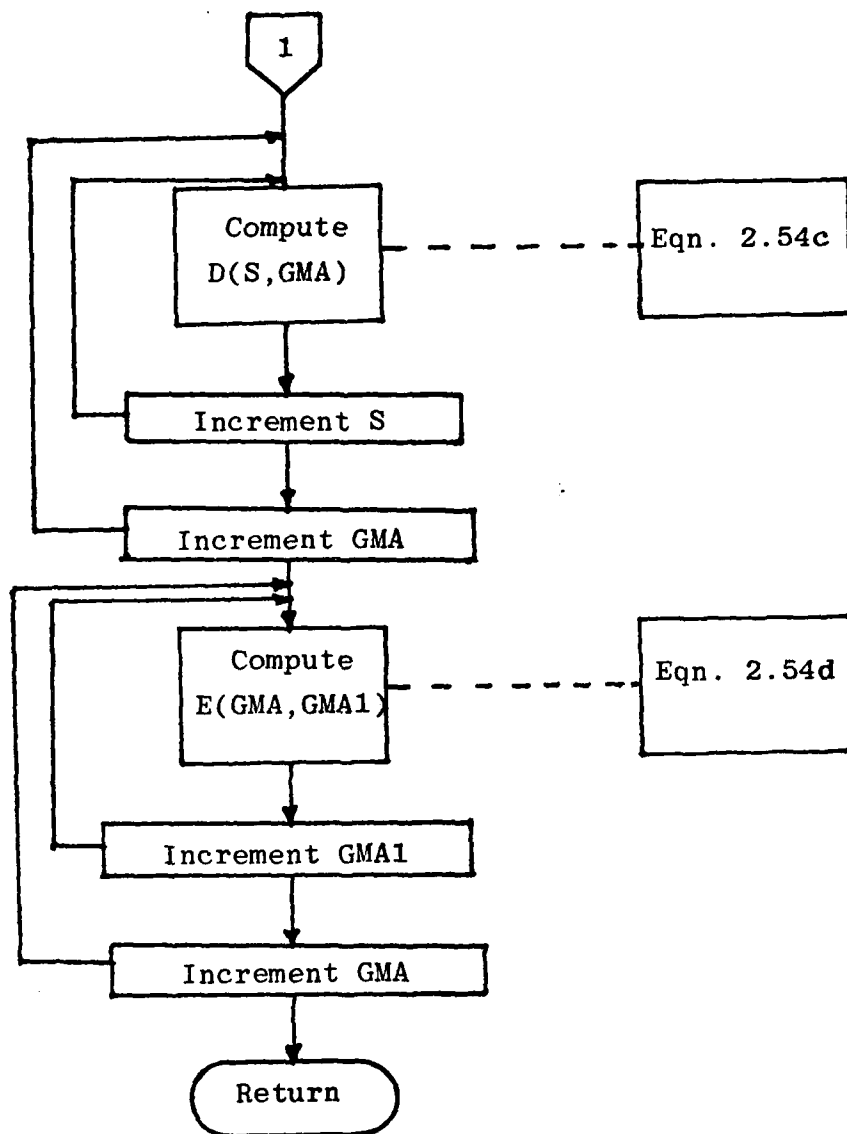 1
Compute
D(S,GMA)
Eqn. 2.54c
Increment S
Increment GMA
Compute
E(GMA,GMA1)
Eqn. 2.54d
Increment GMA1
Increment GMA
Return